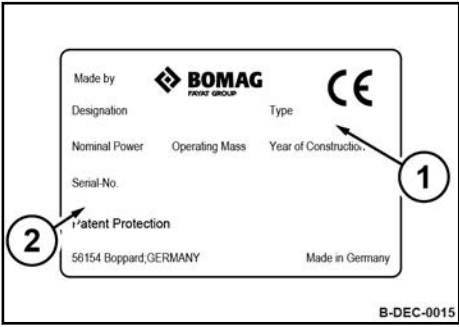 Made by BOMAG CE
FAYAT GROUP
Designation Type
Nominal Power Operating Mass Year of Construction
1
Serial-No.
Patent Protection
2
56154 Boppard;GERMANY Made in Germany
B-DEC-0015